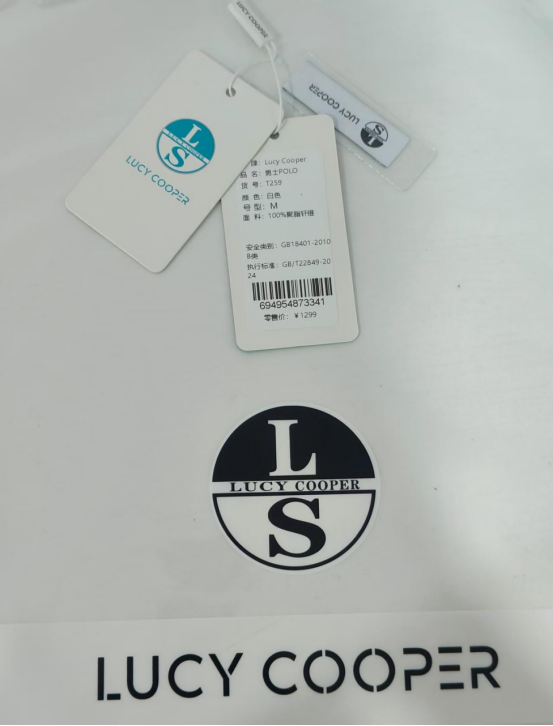 LUCY COOPER
LUCY COOPER
L
S
LUCY COOPER
Lucy Cooper
品 名: 男士POLO
货 号: T259
颜 色: 白色
号 型: M
面 料: 100%聚酯纤维
安全类别: GB18401-2010
B类
执行标准: GB/T22849-20
24
694954873341
零售价: ¥1299
L
LUCY COOPER
S
LUCY COOPER